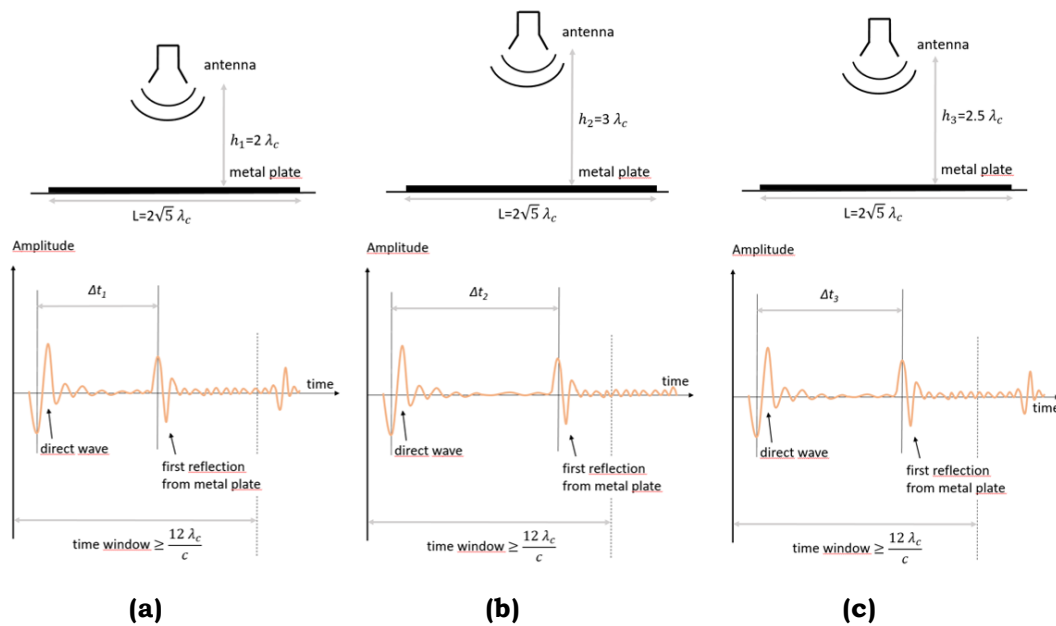 antenna
h₁=2 λc
metal plate
L=2√5 λc
Amplitude
Δt₁
time
direct wave
first reflection
from metal plate
time window ≥ 12 λc / c
(a)
antenna
h₂=3 λc
metal plate
L=2√5 λc
Amplitude
Δt₂
time
direct wave
first reflection
from metal plate
time window ≥ 12 λc / c
(b)
antenna
h₃=2.5 λc
metal plate
L=2√5 λc
Amplitude
Δt₃
time
direct wave
first reflection
from metal plate
time window ≥ 12 λc / c
(c)